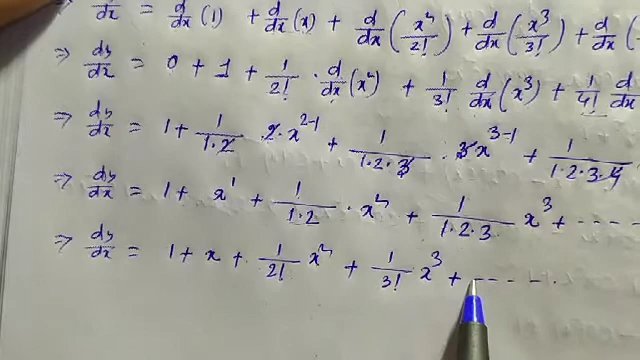 dy/dx = d/dx (1) + d/dx (x) + d/dx (x²/2!) + d/dx (x³/3!) + d/dx (
⇒ dy/dx = 0 + 1 + 1/2! · d/dx (x²) + 1/3! d/dx (x³) + 1/4! d/dx
⇒ dy/dx = 1 + 1/1·2 · 2·x²⁻¹ + 1/1·2·3 · 3x³⁻¹ + 1/1·2·3·4
⇒ dy/dx = 1 + x¹ + 1/1·2 · x² + 1/1·2·3 x³ + ----
⇒ dy/dx = 1 + x + 1/2! x² + 1/3! x³ + -----.